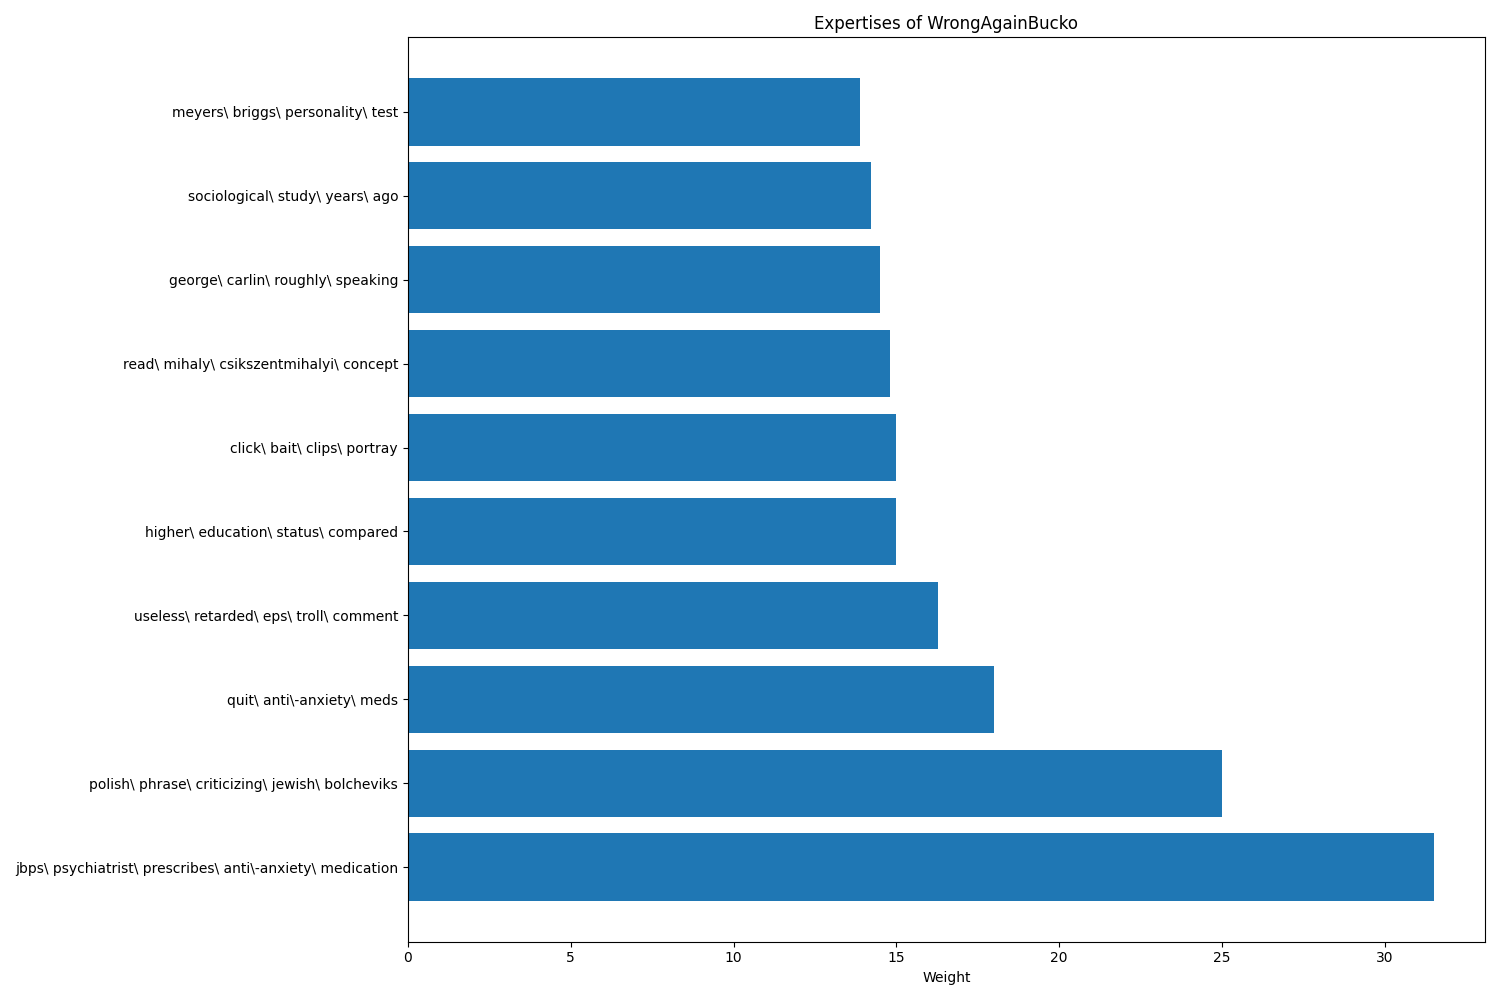 Expertises of WrongAgainBucko
meyers\ briggs\ personality\ test
sociological\ study\ years\ ago
george\ carlin\ roughly\ speaking
read\ mihaly\ csikszentmihalyi\ concept
click\ bait\ clips\ portray
higher\ education\ status\ compared
useless\ retarded\ eps\ troll\ comment
quit\ anti\-anxiety\ meds
polish\ phrase\ criticizing\ jewish\ bolcheviks
jbps\ psychiatrist\ prescribes\ anti\-anxiety\ medication
0 5 10 15 20 25 30
Weight